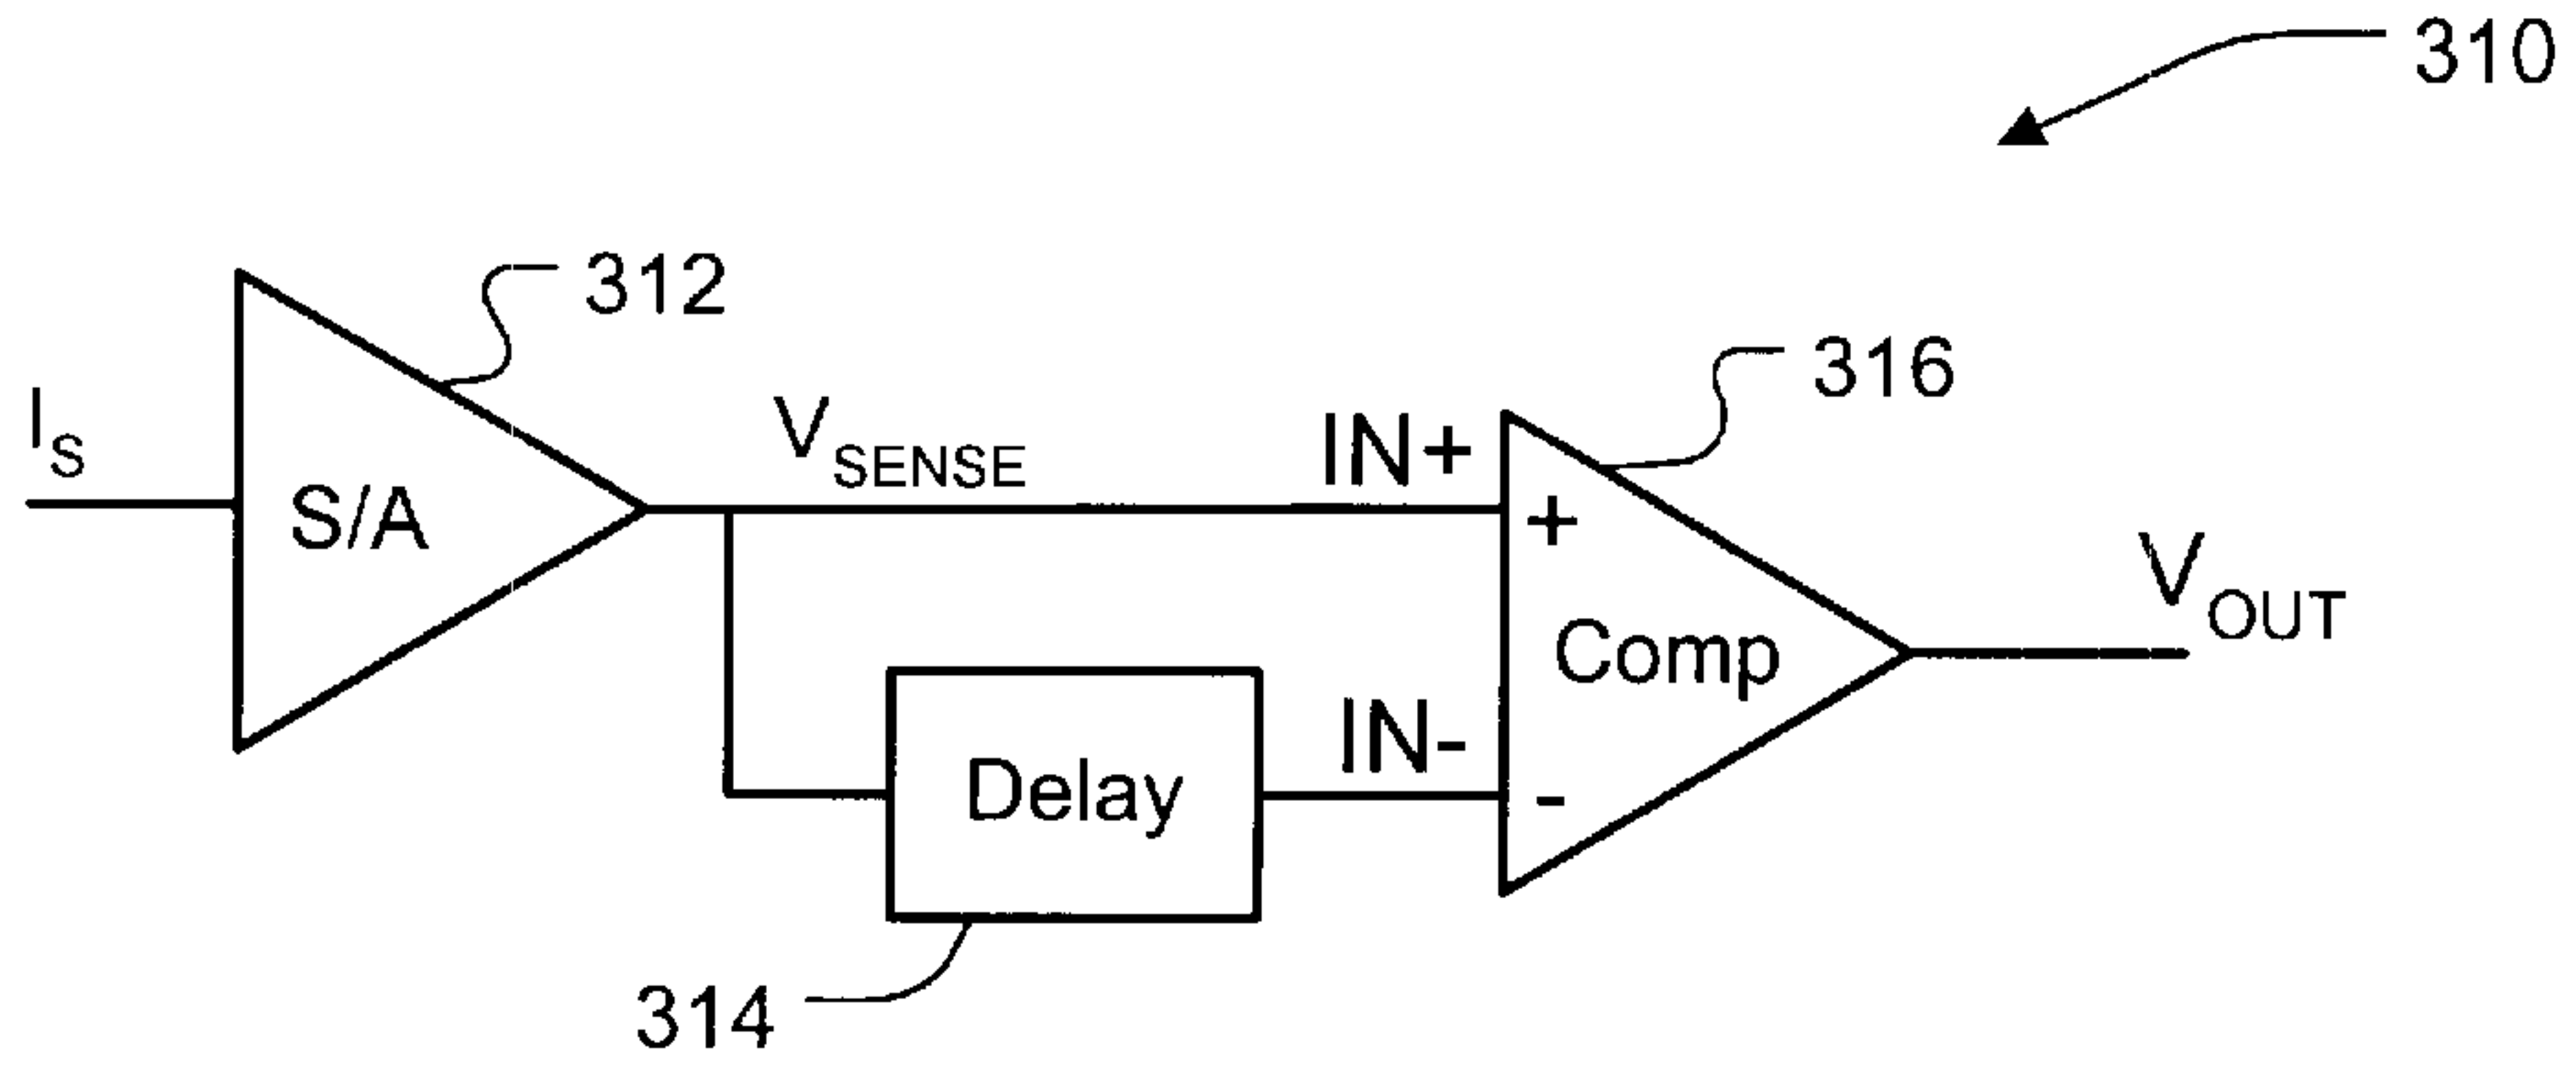 310
312
316
I_S
V_SENSE
IN+
S/A
+
V_OUT
Comp
IN-
Delay
-
314